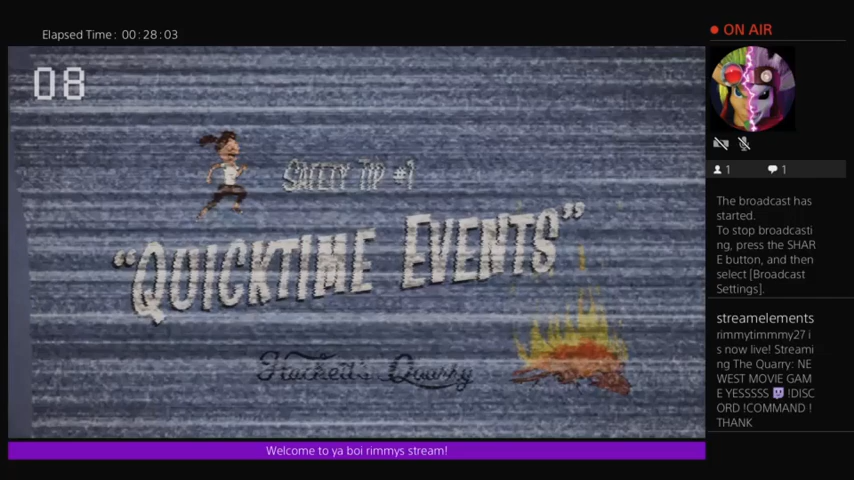 Elapsed Time : 00:28:03
ON AIR
08
SAFETY TIP #1
"QUICKTIME EVENTS"
Hackett's Quarry
1
1
The broadcast has
started.
To stop broadcasti
ng, press the SHAR
E button, and then
select [Broadcast
Settings].
streamelements
rimmytimmmy27 i
s now live! Streami
ng The Quarry: NE
WEST MOVIE GAM
E YESSSSS !DISC
ORD !COMMAND !
THANK
Welcome to ya boi rimmys stream!